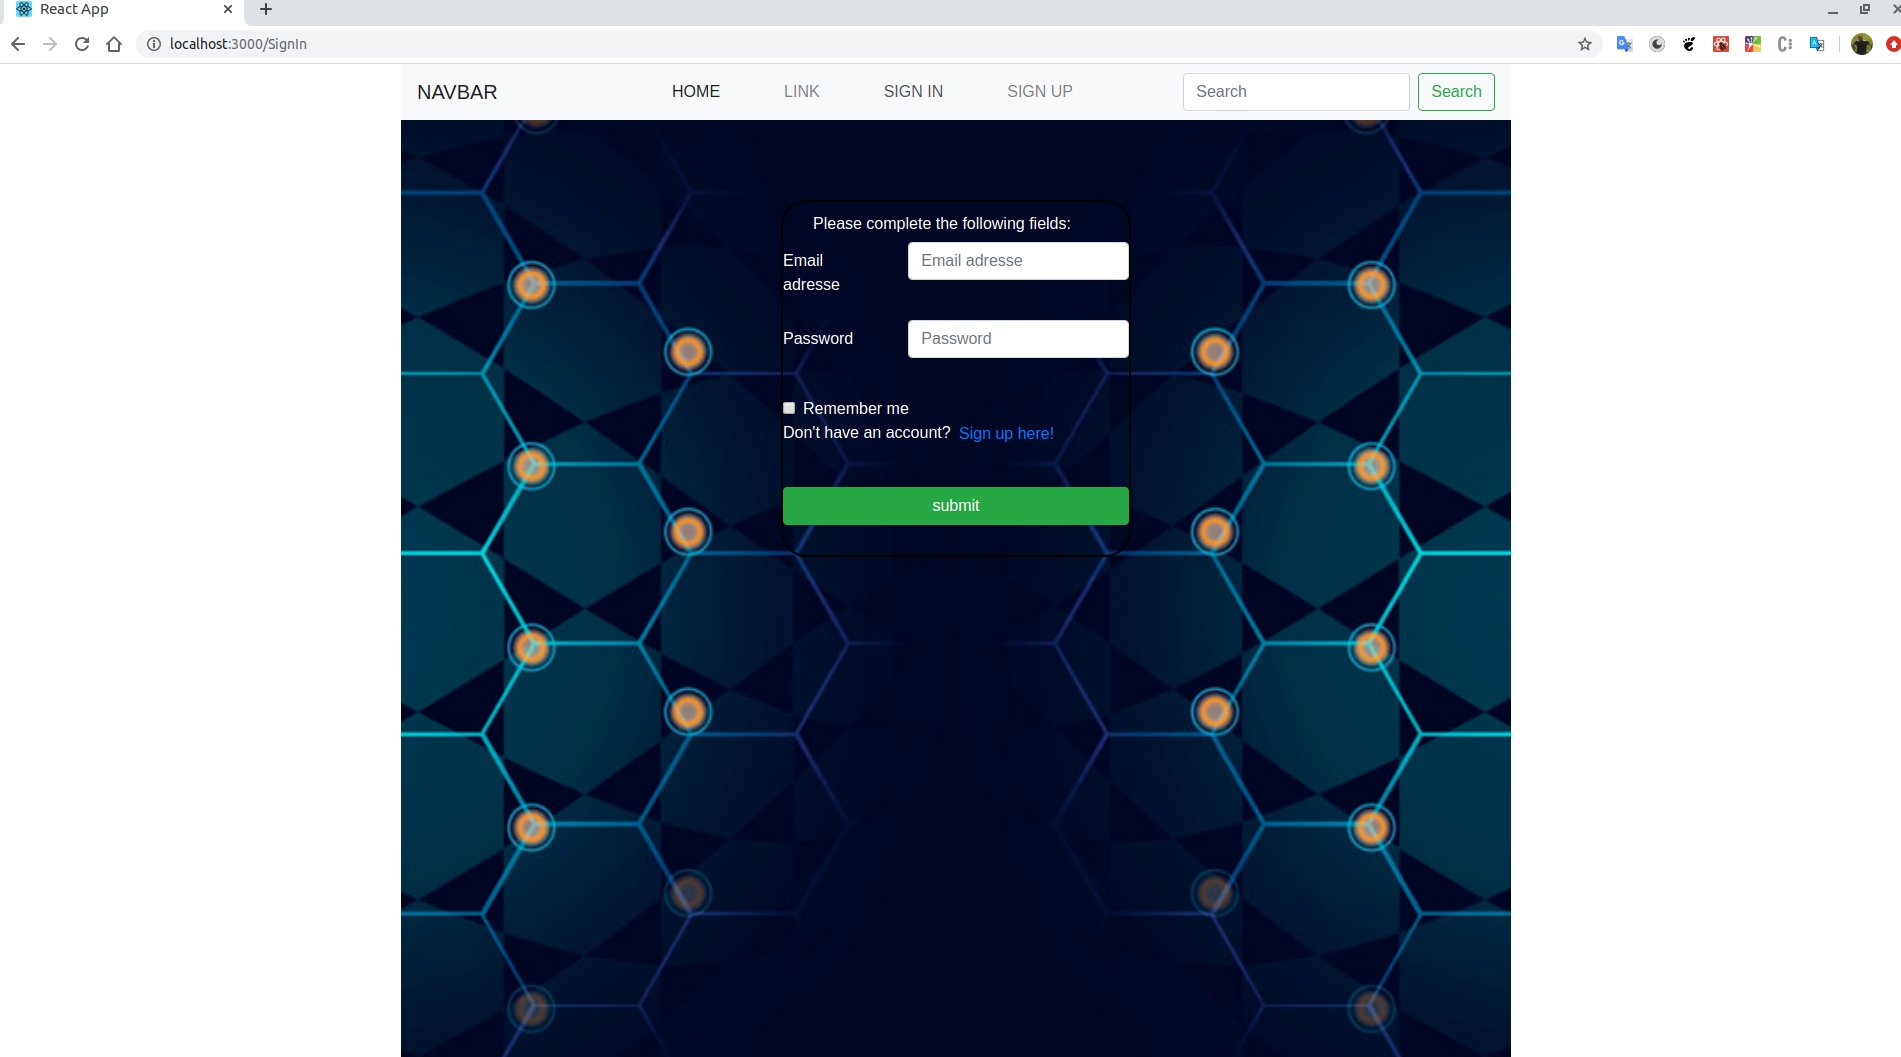 React App
localhost:3000/SignIn
NAVBAR HOME LINK SIGN IN SIGN UP Search Search
Please complete the following fields:
Email adresse Email adresse
Password Password
Remember me
Don't have an account? Sign up here!
submit